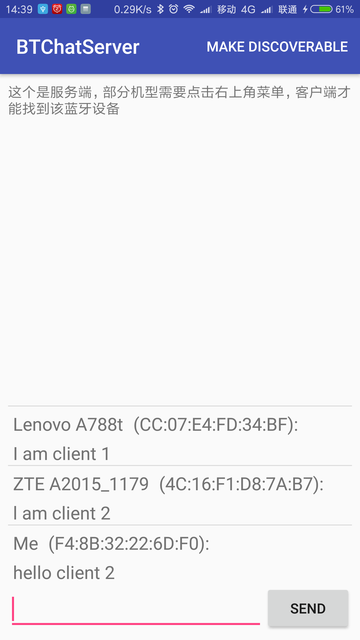 14:39 0.29K/s 移动 4G 联通 61%
BTChatServer MAKE DISCOVERABLE
这个是服务端，部分机型需要点击右上角菜单，客户端才
能找到该蓝牙设备
Lenovo A788t (CC:07:E4:FD:34:BF):
I am client 1
ZTE A2015_1179 (4C:16:F1:D8:7A:B7):
I am client 2
Me (F4:8B:32:22:6D:F0):
hello client 2
SEND